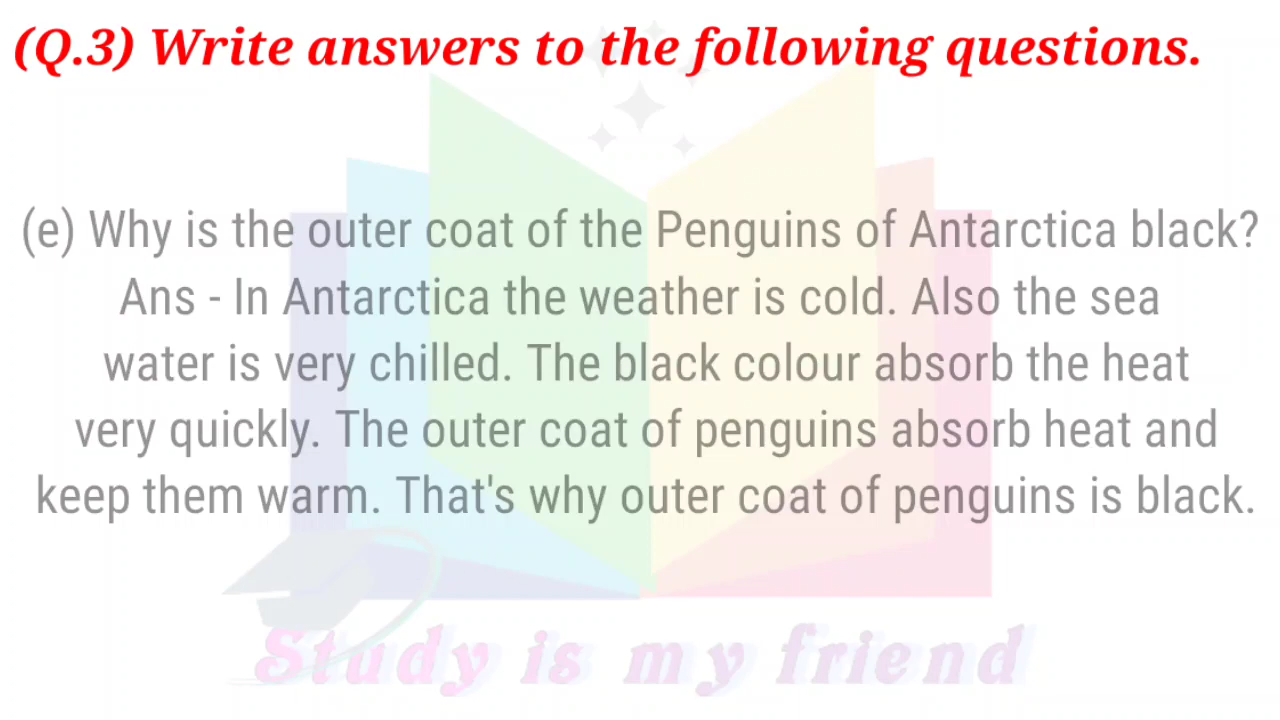 (Q.3) Write answers to the following questions.
(e) Why is the outer coat of the Penguins of Antarctica black?
Ans - In Antarctica the weather is cold. Also the sea
water is very chilled. The black colour absorb the heat
very quickly. The outer coat of penguins absorb heat and
keep them warm. That's why outer coat of penguins is black.
Study is my friend